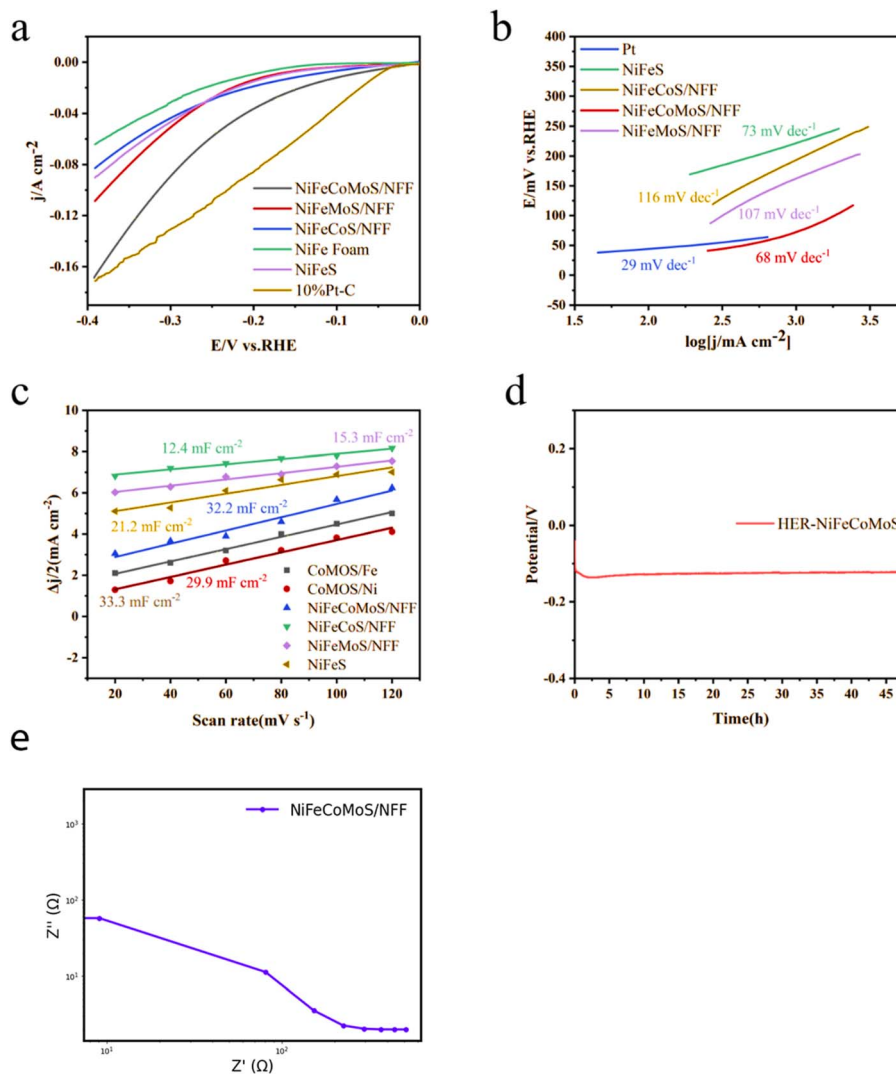 a
0.00
-0.04
-0.08
-0.12
-0.16
j/A cm⁻²
NiFeCoMoS/NFF
NiFeMoS/NFF
NiFeCoS/NFF
NiFe Foam
NiFeS
10%Pt-C
-0.4 -0.3 -0.2 -0.1 0.0
E/V vs.RHE
b
400
350
300
250
200
150
100
50
0
-50
E/mV vs.RHE
Pt
NiFeS
NiFeCoS/NFF
NiFeCoMoS/NFF
NiFeMoS/NFF
73 mV dec⁻¹
116 mV dec⁻¹
107 mV dec⁻¹
29 mV dec⁻¹
68 mV dec⁻¹
1.5 2.0 2.5 3.0 3.5
log[j/mA cm⁻²]
c
10
8
6
4
2
0
-2
Δj/2(mA cm⁻²)
12.4 mF cm⁻²
15.3 mF cm⁻²
21.2 mF cm⁻²
32.2 mF cm⁻²
29.9 mF cm⁻²
33.3 mF cm⁻²
CoMOS/Fe
CoMOS/Ni
NiFeCoMoS/NFF
NiFeCoS/NFF
NiFeMoS/NFF
NiFeS
20 40 60 80 100 120
Scan rate(mV s⁻¹)
d
0.2
0.0
-0.2
-0.4
Potential/V
HER-NiFeCoMoS
0 5 10 15 20 25 30 35 40 45
Time(h)
e
NiFeCoMoS/NFF
10³
10²
10¹
Z'' (Ω)
10¹ 10²
Z' (Ω)